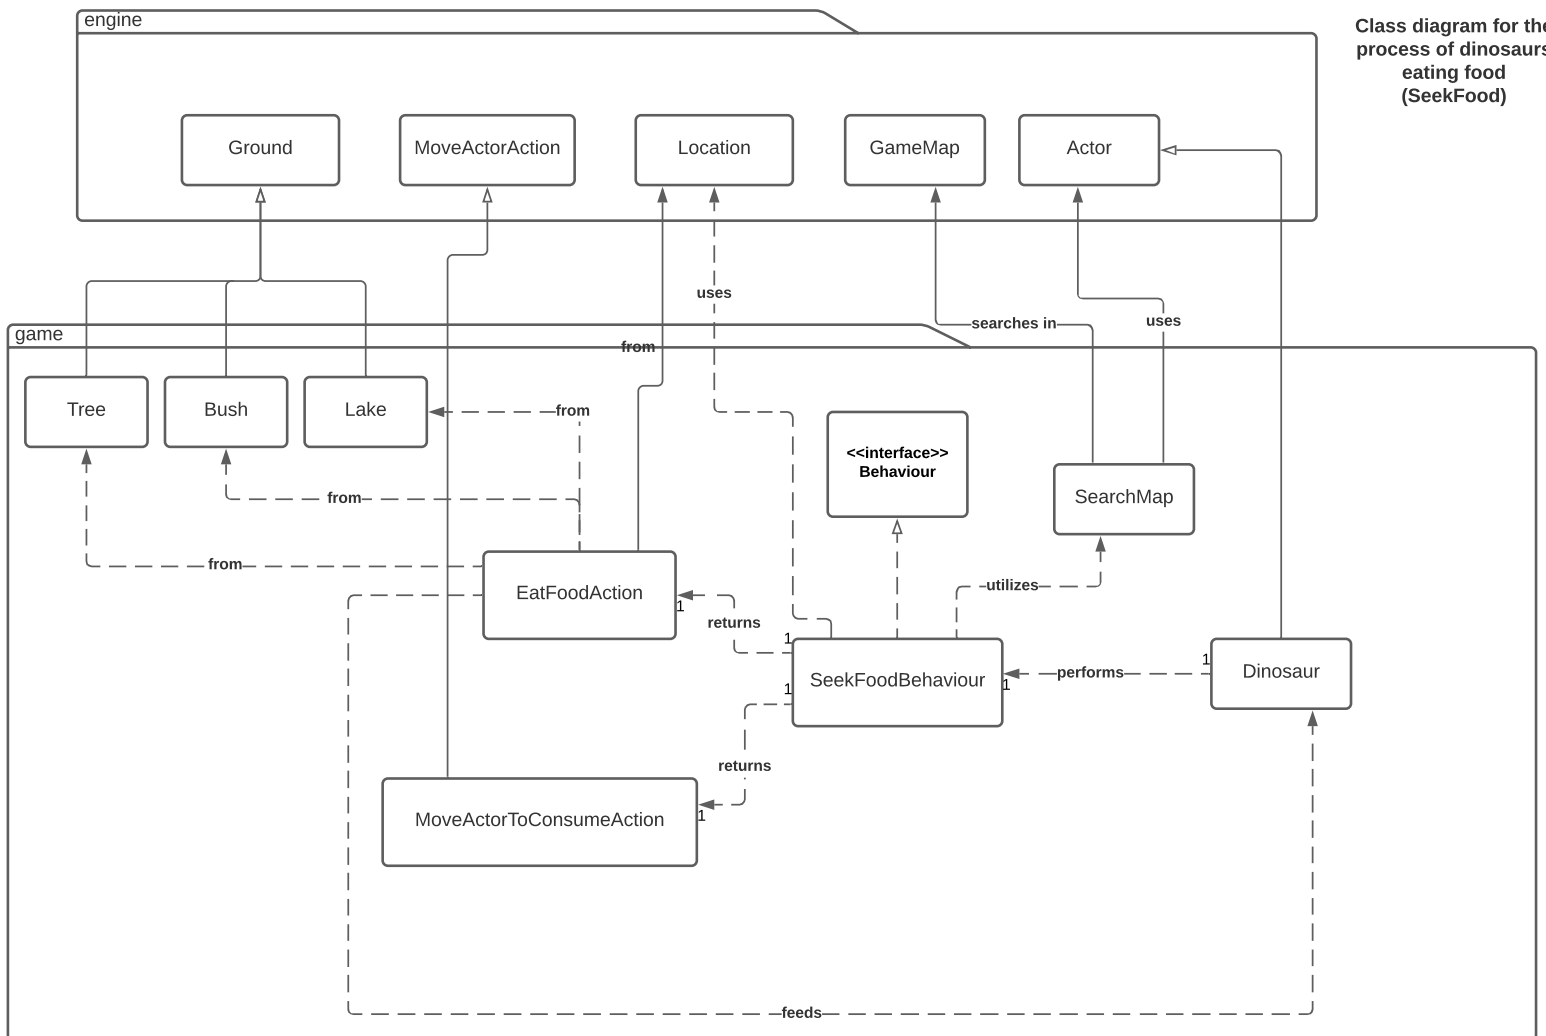 engine
Class diagram for the
process of dinosaurs
eating food
(SeekFood)
Ground
MoveActorAction
Location
GameMap
Actor
uses
searches in
uses
game
from
Tree
Bush
Lake
from
<<interface>>
Behaviour
SearchMap
from
from
EatFoodAction
utilizes
1
returns
1
SeekFoodBehaviour
1
1
performs
1
Dinosaur
returns
1
MoveActorToConsumeAction
feeds